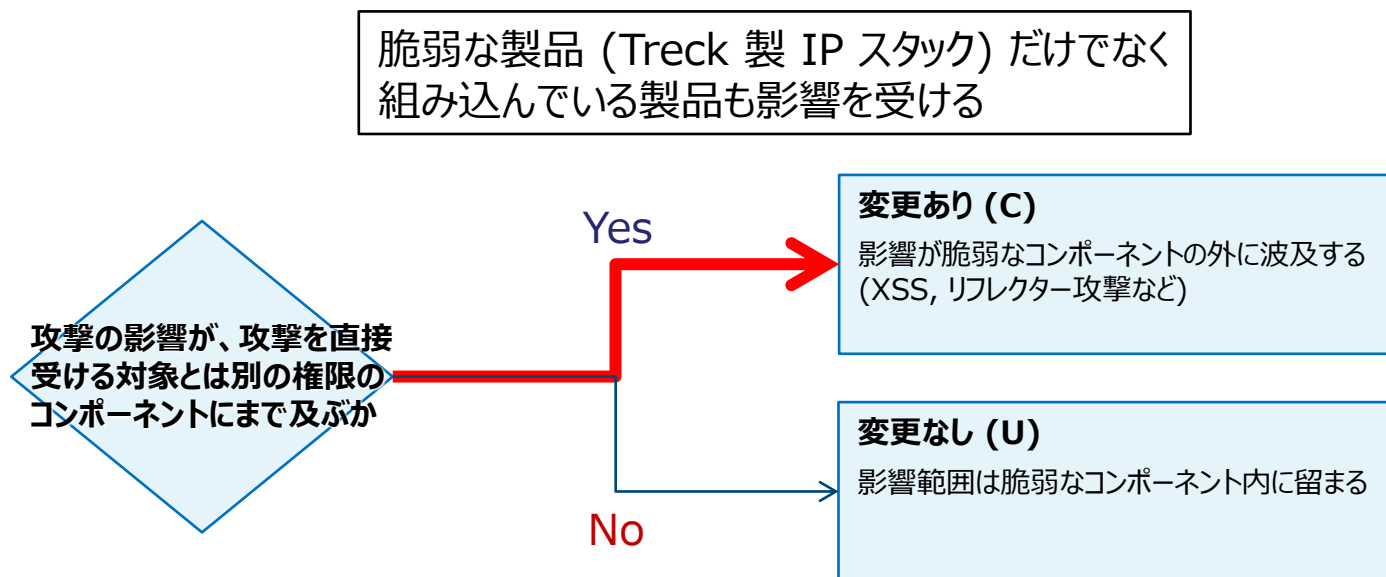 脆弱な製品 (Treck 製 IP スタック) だけでなく
組み込んでいる製品も影響を受ける
攻撃の影響が、攻撃を直接
受ける対象とは別の権限の
コンポーネントにまで及ぶか
Yes
変更あり (C)
影響が脆弱なコンポーネントの外に波及する
(XSS, リフレクター攻撃など)
No
変更なし (U)
影響範囲は脆弱なコンポーネント内に留まる